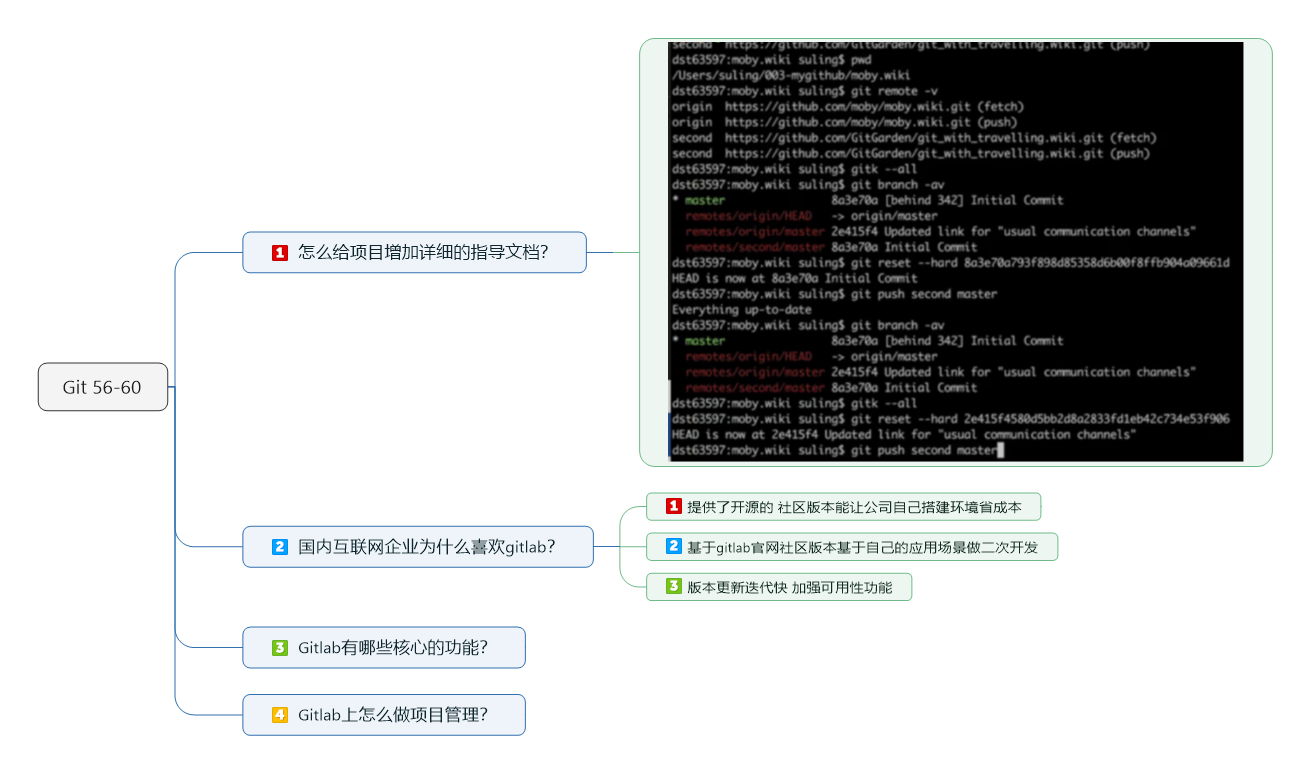 Git 56-60
1 怎么给项目增加详细的指导文档?
second  https://github.com/GitGarden/git_with_travelling.wiki.git (push)
dst63597:moby.wiki suling$ pwd
/Users/suling/003-mygithub/moby.wiki
dst63597:moby.wiki suling$ git remote -v
origin  https://github.com/moby/moby.wiki.git (fetch)
origin  https://github.com/moby/moby.wiki.git (push)
second  https://github.com/GitGarden/git_with_travelling.wiki.git (fetch)
second  https://github.com/GitGarden/git_with_travelling.wiki.git (push)
dst63597:moby.wiki suling$ gitk --all
dst63597:moby.wiki suling$ git branch -av
* master                8a3e70a [behind 342] Initial Commit
  remotes/origin/HEAD   -> origin/master
  remotes/origin/master 2e415f4 Updated link for "usual communication channels"
  remotes/second/master 8a3e70a Initial Commit
dst63597:moby.wiki suling$ git reset --hard 8a3e70a793f898d85358d6b00f8ffb904a09661d
HEAD is now at 8a3e70a Initial Commit
dst63597:moby.wiki suling$ git push second master
Everything up-to-date
dst63597:moby.wiki suling$ git branch -av
* master                8a3e70a [behind 342] Initial Commit
  remotes/origin/HEAD   -> origin/master
  remotes/origin/master 2e415f4 Updated link for "usual communication channels"
  remotes/second/master 8a3e70a Initial Commit
dst63597:moby.wiki suling$ gitk --all
dst63597:moby.wiki suling$ git reset --hard 2e415f4580d5bb2d8a2833fd1eb42c734e53f906
HEAD is now at 2e415f4 Updated link for "usual communication channels"
dst63597:moby.wiki suling$ git push second master
2 国内互联网企业为什么喜欢gitlab?
1 提供了开源的 社区版本能让公司自己搭建环境省成本
2 基于gitlab官网社区版本基于自己的应用场景做二次开发
3 版本更新迭代快 加强可用性功能
3 Gitlab有哪些核心的功能?
4 Gitlab上怎么做项目管理?